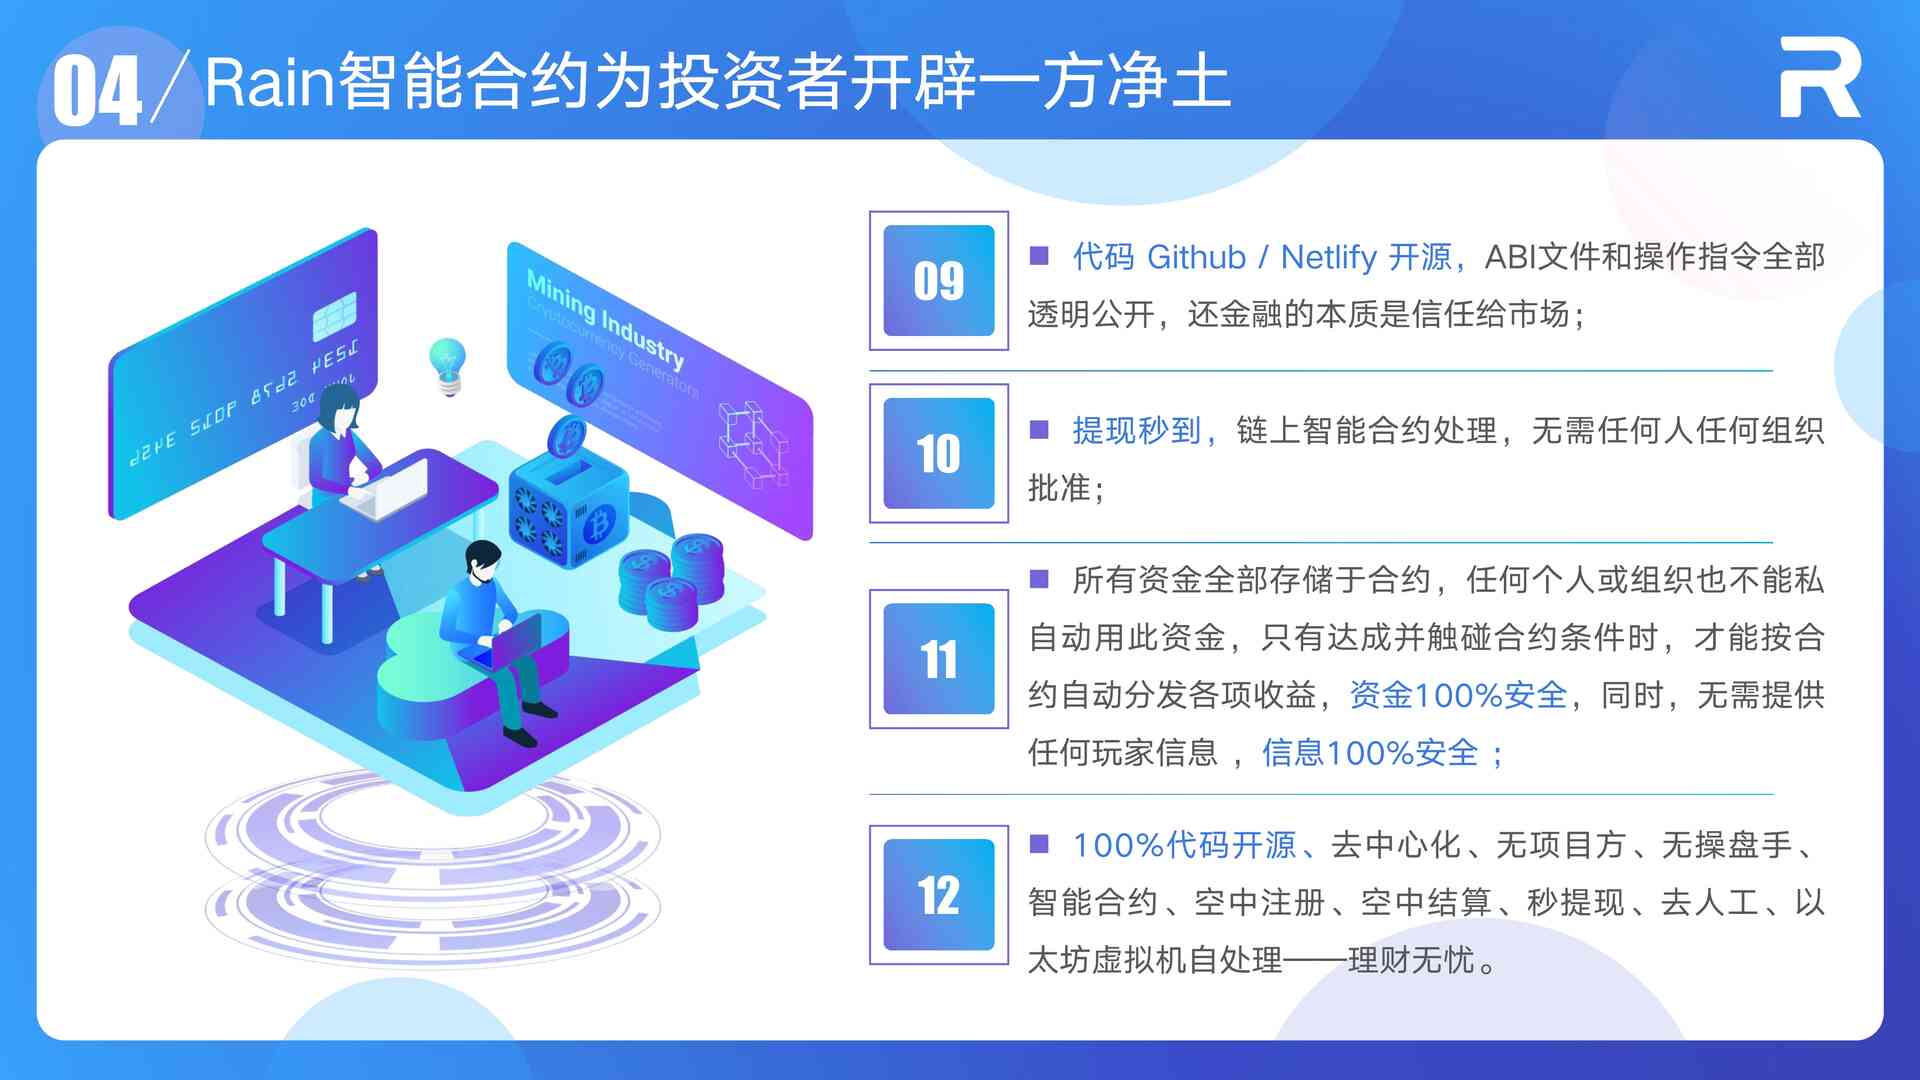 04
Rain智能合约为投资者开辟一方净土
R
Mining Industry
Cryptocurrency Generators
09
代码 Github / Netlify 开源，ABI文件和操作指令全部
透明公开，还金融的本质是信任给市场；
10
提现秒到，链上智能合约处理，无需任何人任何组织
批准；
11
所有资金全部存储于合约，任何个人或组织也不能私
自动用此资金，只有达成并触碰合约条件时，才能按合
约自动分发各项收益，资金100%安全，同时，无需提供
任何玩家信息 ，信息100%安全 ；
12
100%代码开源、去中心化、无项目方、无操盘手、
智能合约、空中注册、空中结算、秒提现、去人工、以
太坊虚拟机自处理——理财无忧。